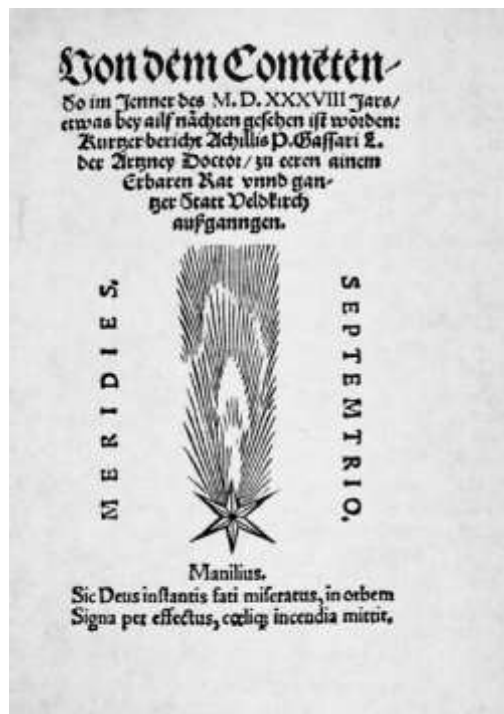 Von dem Cometen/
So im Jenner des M. D. XXXVIII Jars/
etwas bey ailf nächten gesehen ist worden:
Kurtzer bericht Achillis P. Gassari L.
der Artzney Doctor/ zu eeren ainem
Erbaren Rat vnnd gan-
tzer Statt Veldkirch
außganngen.
MERIDIES.
SEPTEMTRIO,
Manilius.
Sic Deus instantis fati miseratus, in orbem
Signa per effectus, cœliq; incendia mittit.